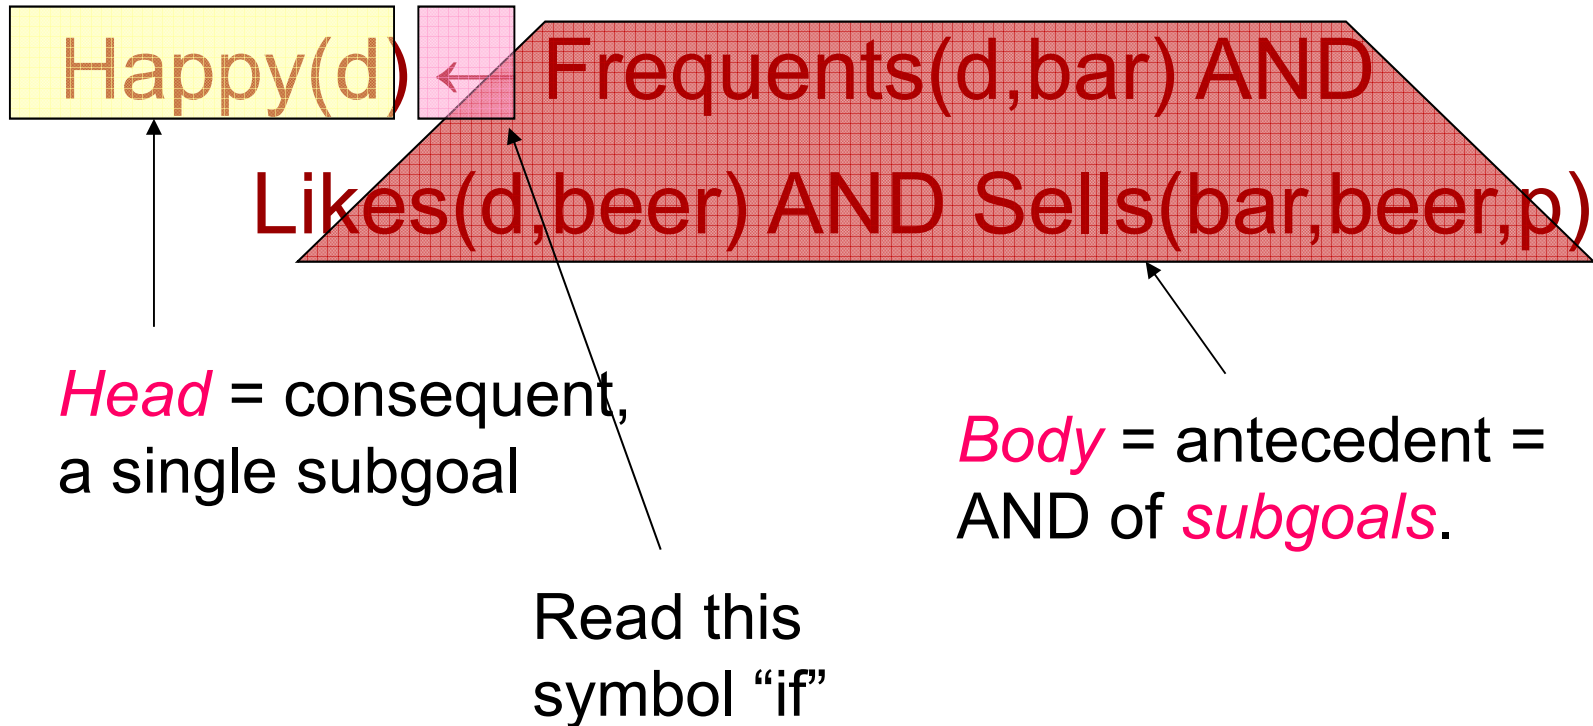 Happy(d) ← Frequents(d,bar) AND
Likes(d,beer) AND Sells(bar,beer,p)
Head = consequent,
a single subgoal
Body = antecedent =
AND of subgoals.
Read this
symbol “if”